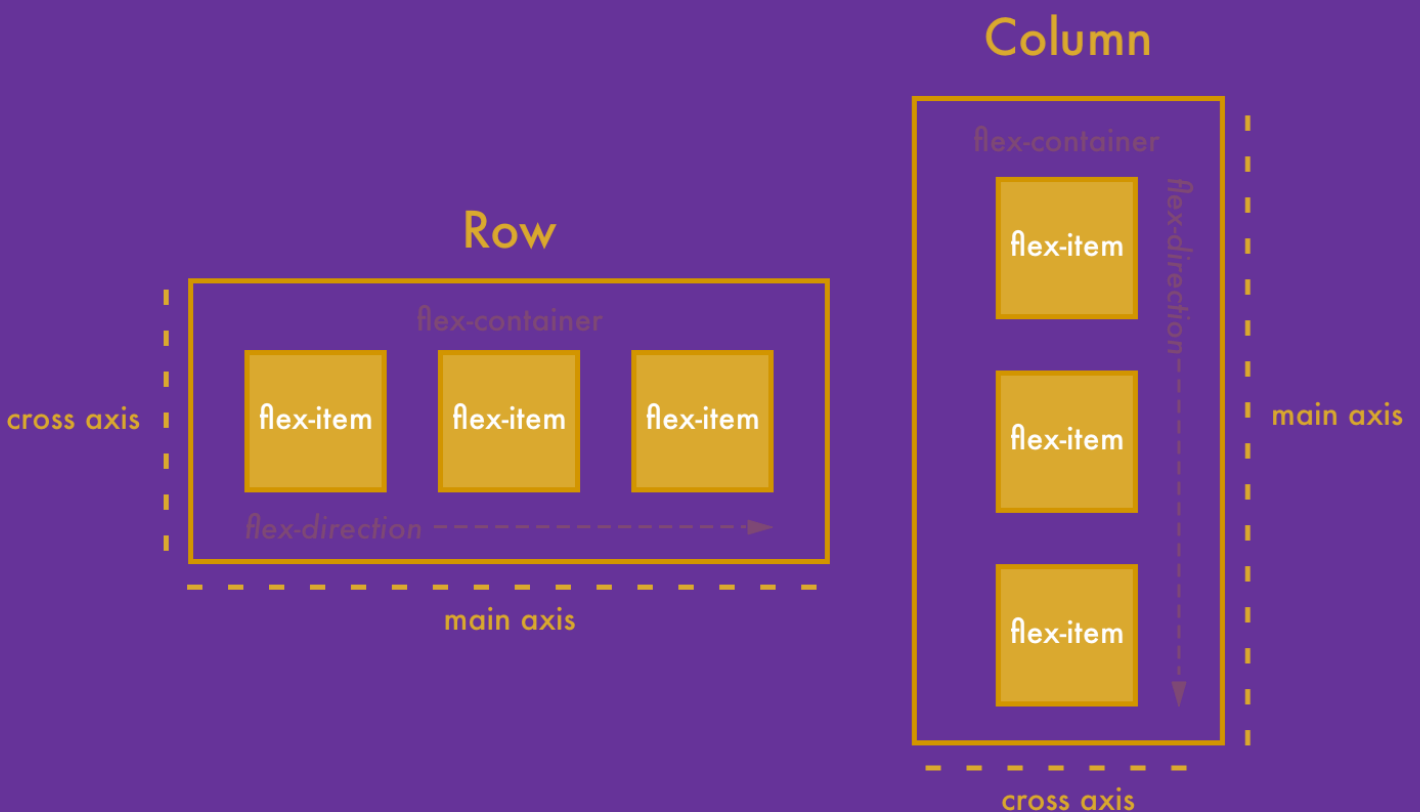 Row
flex-container
flex-item flex-item flex-item
flex-direction
cross axis
main axis
Column
flex-container
flex-direction
flex-item
flex-item
flex-item
main axis
cross axis